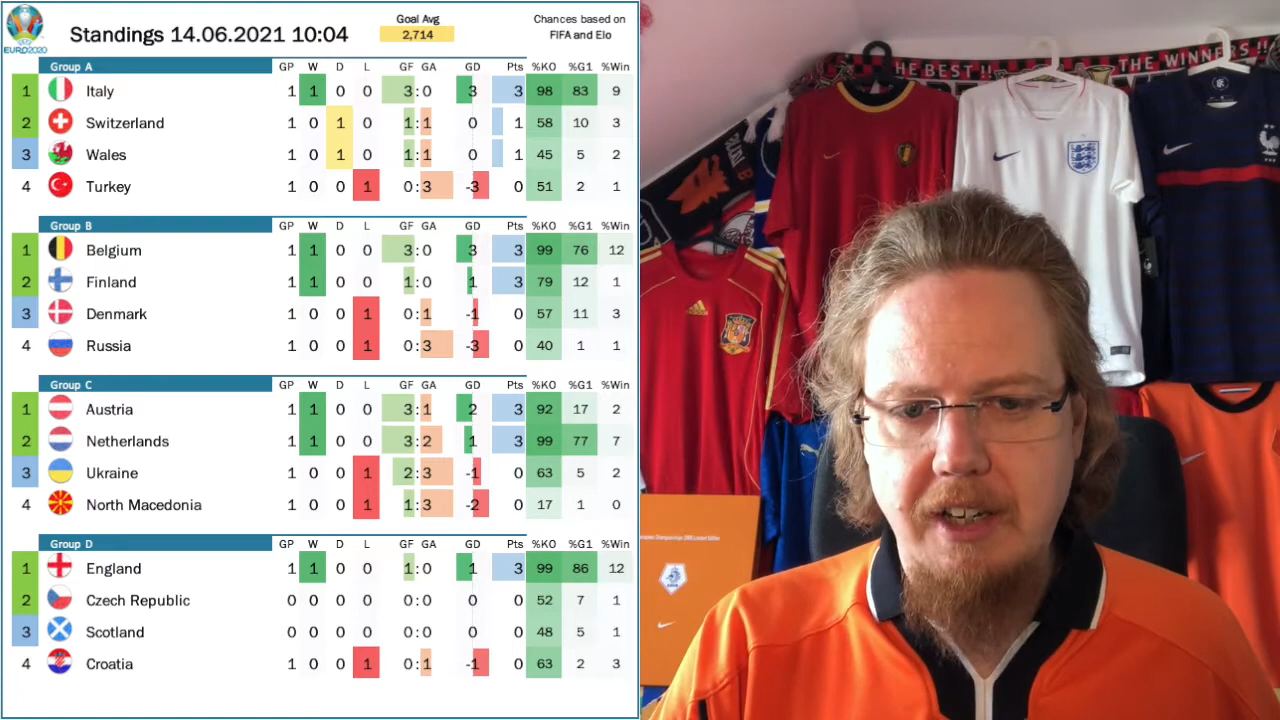 EURO2020
Standings 14.06.2021 10:04
Goal Avg
2,714
Chances based on
FIFA and Elo
Group A GP W D L GF GA GD Pts %KO %G1 %Win
1 Italy 1 1 0 0 3:0 3 3 98 83 9
2 Switzerland 1 0 1 0 1:1 0 1 58 10 3
3 Wales 1 0 1 0 1:1 0 1 45 5 2
4 Turkey 1 0 0 1 0:3 -3 0 51 2 1
Group B GP W D L GF GA GD Pts %KO %G1 %Win
1 Belgium 1 1 0 0 3:0 3 3 99 76 12
2 Finland 1 1 0 0 1:0 1 3 79 12 1
3 Denmark 1 0 0 1 0:1 -1 0 57 11 3
4 Russia 1 0 0 1 0:3 -3 0 40 1 1
Group C GP W D L GF GA GD Pts %KO %G1 %Win
1 Austria 1 1 0 0 3:1 2 3 92 17 2
2 Netherlands 1 1 0 0 3:2 1 3 99 77 7
3 Ukraine 1 0 0 1 2:3 -1 0 63 5 2
4 North Macedonia 1 0 0 1 1:3 -2 0 17 1 0
Group D GP W D L GF GA GD Pts %KO %G1 %Win
1 England 1 1 0 0 1:0 1 3 99 86 12
2 Czech Republic 0 0 0 0 0:0 0 0 52 7 1
3 Scotland 0 0 0 0 0:0 0 0 48 5 1
4 Croatia 1 0 0 1 0:1 -1 0 63 2 3
HE BEST !!
THE WINNERS !!